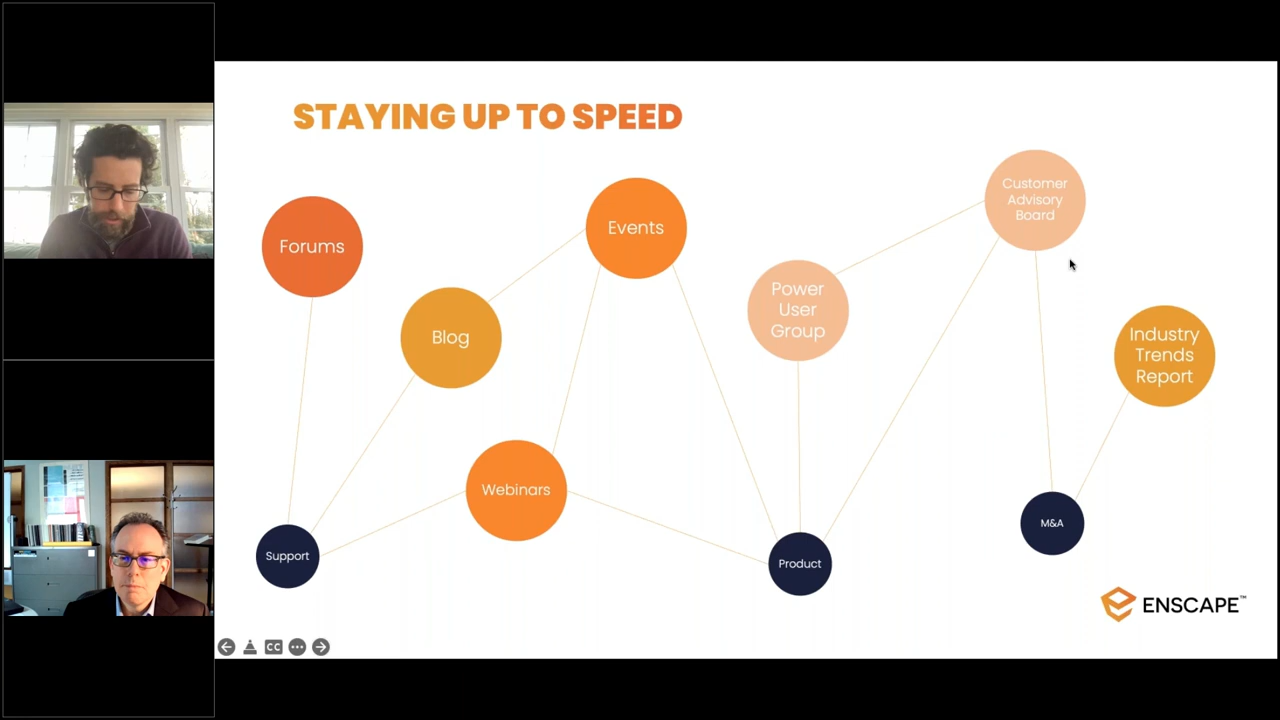 STAYING UP TO SPEED
Forums
Blog
Events
Webinars
Support
Power
User
Group
Product
Customer
Advisory
Board
Industry
Trends
Report
M&A
ENSCAPE™
CC